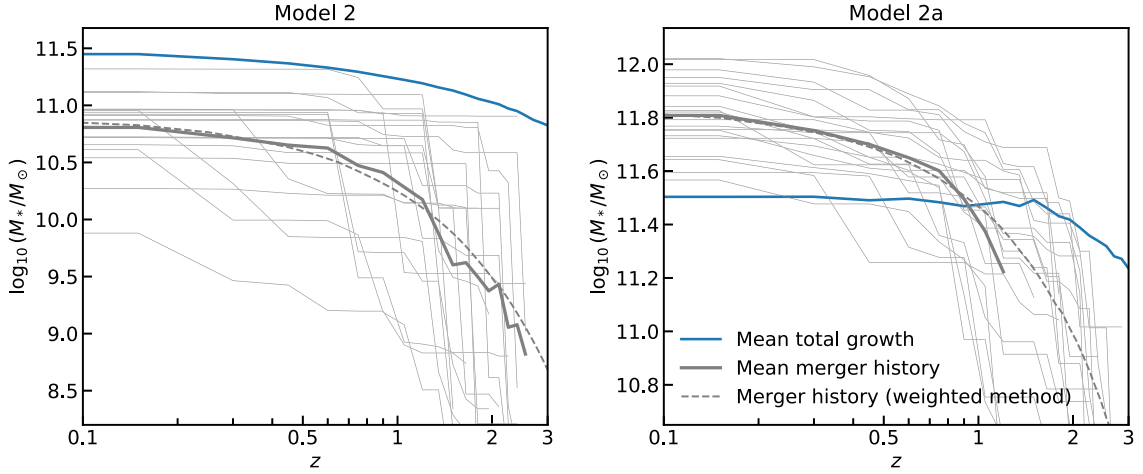 Model 2
11.5
11.0
10.5
10.0
9.5
9.0
8.5
log10 (M*/M⊙)
0.1
0.5
1
2
3
z
Model 2a
12.0
11.8
11.6
11.4
11.2
11.0
10.8
log10 (M*/M⊙)
Mean total growth
Mean merger history
Merger history (weighted method)
0.1
0.5
1
2
3
z